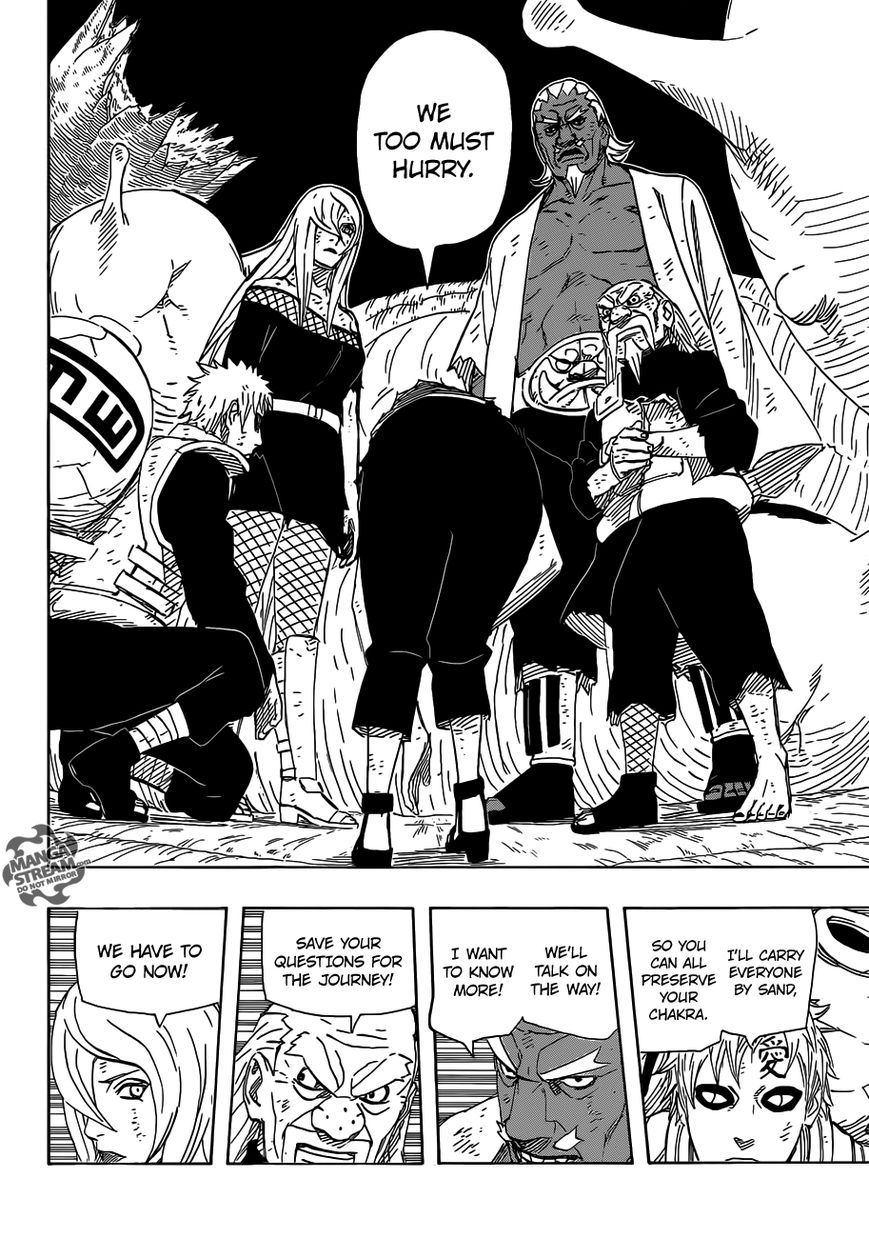 WE
TOO MUST
HURRY.
I'LL CARRY
EVERYONE
BY SAND,
SO YOU
CAN ALL
PRESERVE
YOUR
CHAKRA.
愛
WE'LL
TALK ON
THE WAY!
I WANT
TO KNOW
MORE!
SAVE YOUR
QUESTIONS FOR
THE JOURNEY!
WE HAVE TO
GO NOW!
MANGA
STREAM.com
DO NOT MIRROR